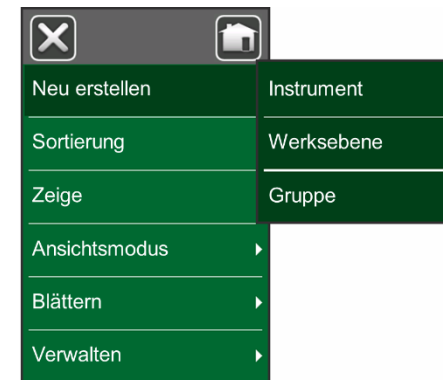 Neu erstellen
Instrument
Sortierung
Werksebene
Zeige
Gruppe
Ansichtsmodus
Blättern
Verwalten